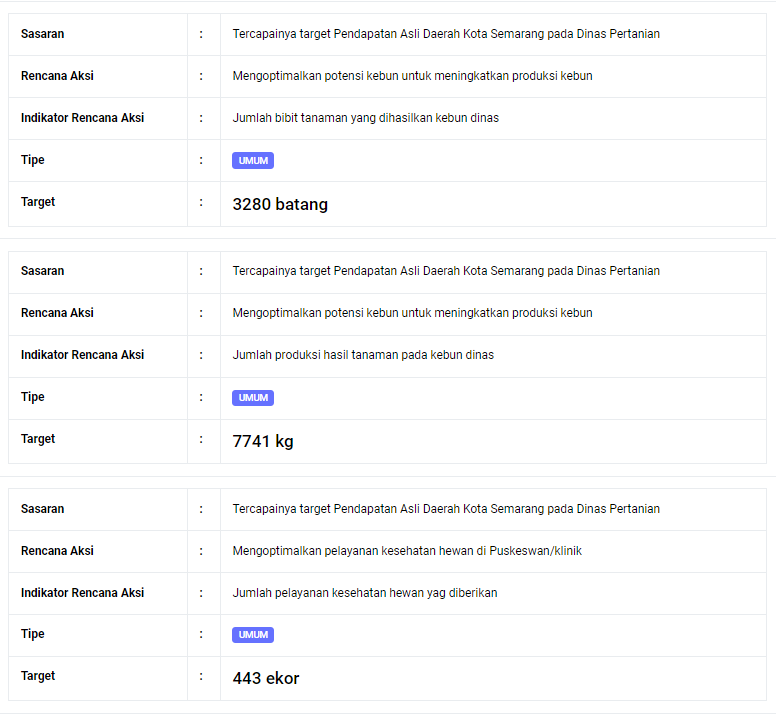 Sasaran : Tercapainya target Pendapatan Asli Daerah Kota Semarang pada Dinas Pertanian
Rencana Aksi : Mengoptimalkan potensi kebun untuk meningkatkan produksi kebun
Indikator Rencana Aksi : Jumlah bibit tanaman yang dihasilkan kebun dinas
Tipe : UMUM
Target : 3280 batang
Sasaran : Tercapainya target Pendapatan Asli Daerah Kota Semarang pada Dinas Pertanian
Rencana Aksi : Mengoptimalkan potensi kebun untuk meningkatkan produksi kebun
Indikator Rencana Aksi : Jumlah produksi hasil tanaman pada kebun dinas
Tipe : UMUM
Target : 7741 kg
Sasaran : Tercapainya target Pendapatan Asli Daerah Kota Semarang pada Dinas Pertanian
Rencana Aksi : Mengoptimalkan pelayanan kesehatan hewan di Puskeswan/klinik
Indikator Rencana Aksi : Jumlah pelayanan kesehatan hewan yag diberikan
Tipe : UMUM
Target : 443 ekor